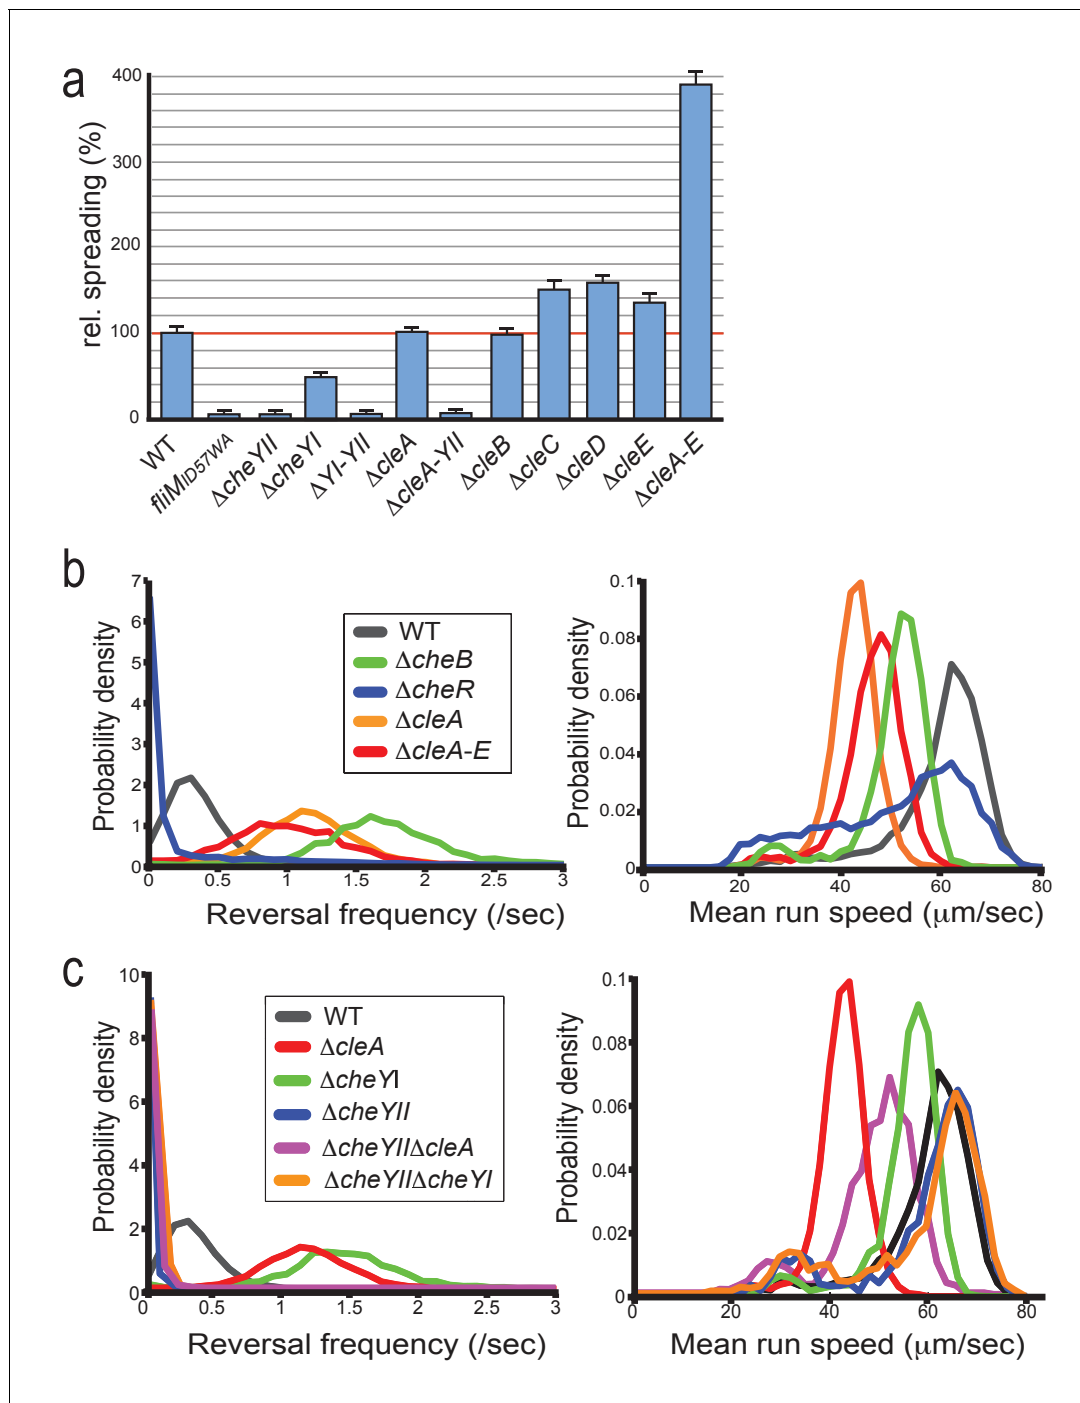 a
rel. spreading (%)
400
300
200
100
0
WT
fliMID57WA
ΔcheYII
ΔcheYI
ΔYI-YII
ΔcleA
ΔcleA-YII
ΔcleB
ΔcleC
ΔcleD
ΔcleE
ΔcleA-E
b
Probability density
7
6
5
4
3
2
1
0
0 0.5 1 1.5 2 2.5 3
Reversal frequency (/sec)
WT
ΔcheB
ΔcheR
ΔcleA
ΔcleA-E
Probability density
0.1
0.08
0.06
0.04
0.02
0
0 20 40 60 80
Mean run speed (μm/sec)
c
Probability density
10
8
6
4
2
0
0 0.5 1 1.5 2 2.5 3
Reversal frequency (/sec)
WT
ΔcleA
ΔcheYI
ΔcheYII
ΔcheYIIΔcleA
ΔcheYIIΔcheYI
Probability density
0.1
0.08
0.06
0.04
0.02
0
0 20 40 60 80
Mean run speed (μm/sec)